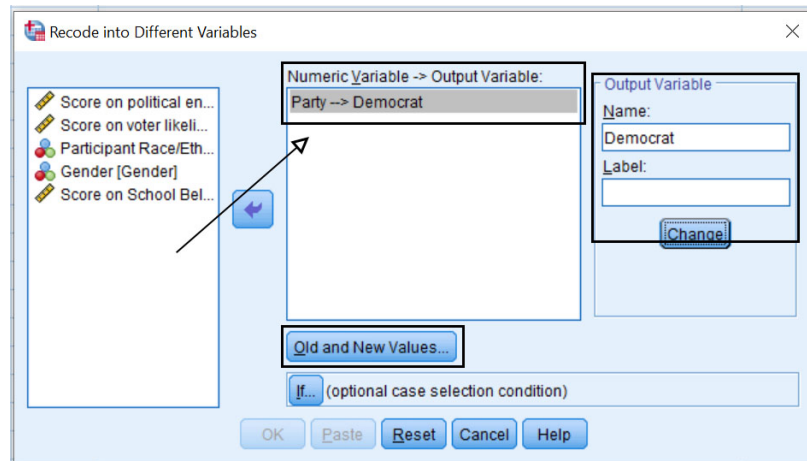 Recode into Different Variables
Score on political en...
Score on voter likeli...
Participant Race/Eth...
Gender [Gender]
Score on School Bel...
Numeric Variable -> Output Variable:
Party --> Democrat
Output Variable
Name:
Democrat
Label:
Change
Old and New Values...
If... (optional case selection condition)
OK Paste Reset Cancel Help